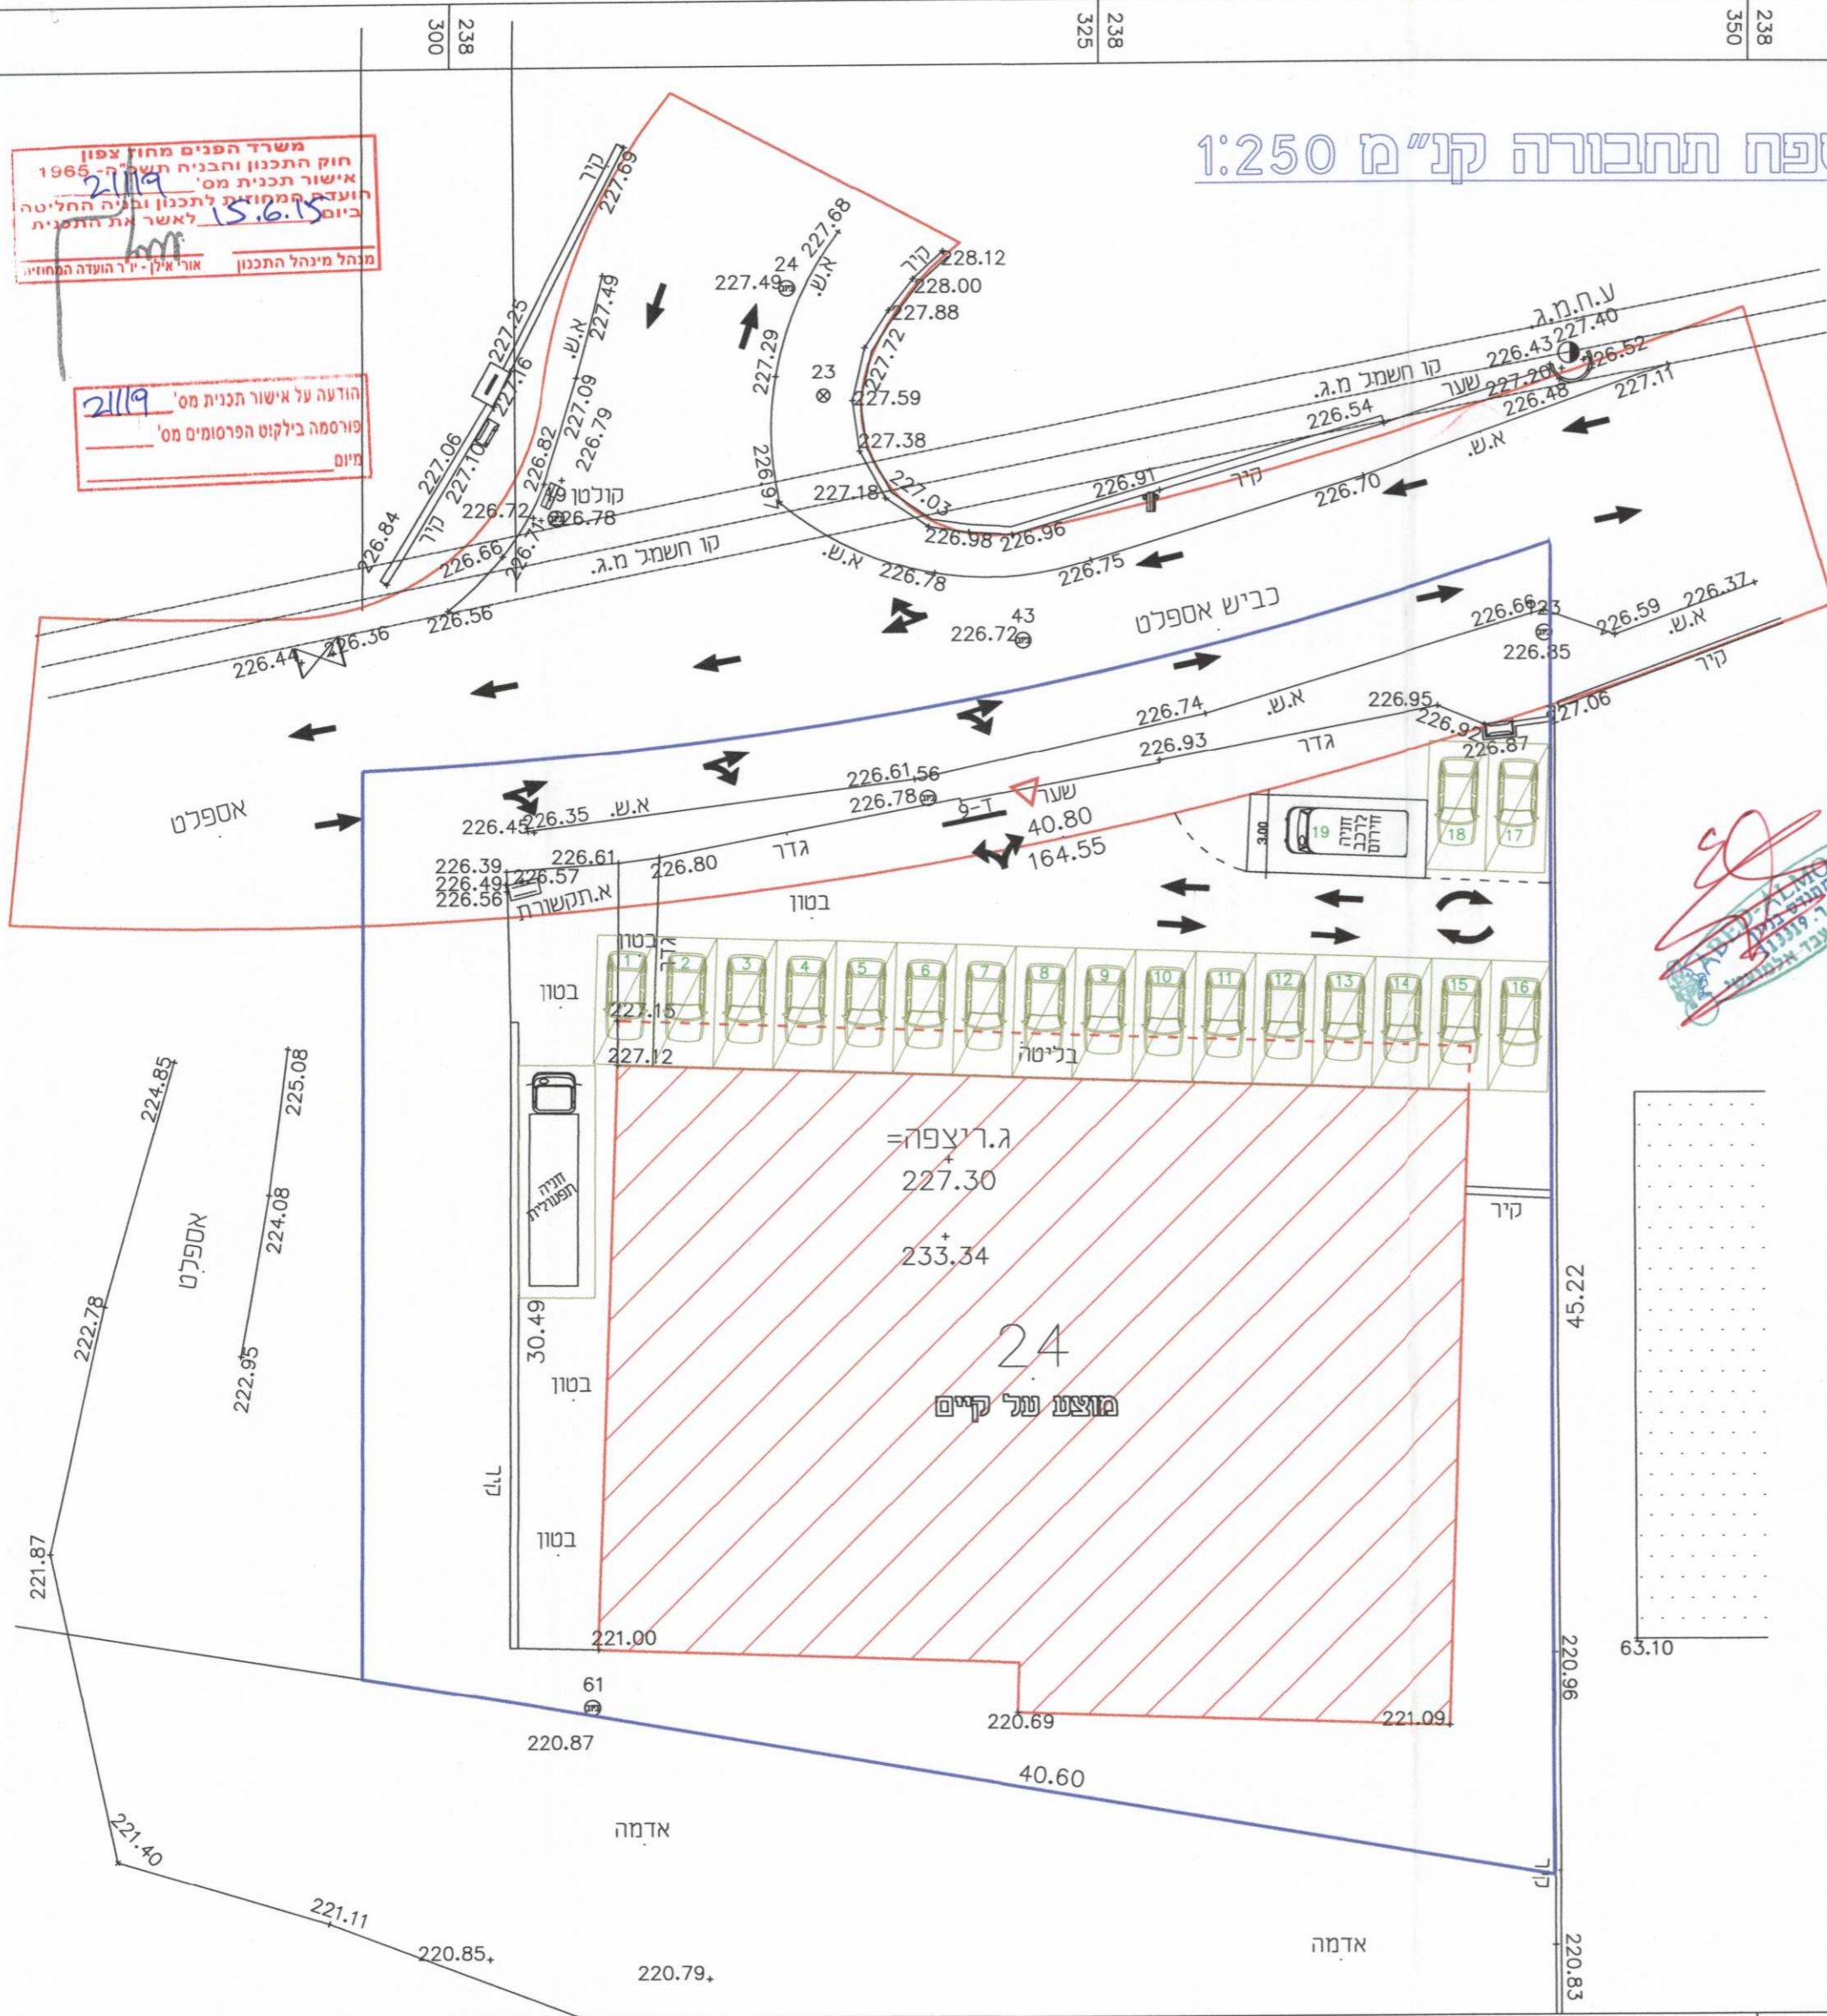 300
238
325
238
350
238
נספח תחבורה קנ"מ 1:250
משרד הפנים מחוז צפון
חוק התכנון והבניה תשכ"ה - 1965
אישור תכנית מס' 21119
הועדה המחוזית לתכנון ובניה החליטה
ביום 15.6.15 לאשר את התכנית
מנהל מינהל התכנון
אורי אילן - יו"ר הועדה המחוזית
הודעה על אישור תכנית מס' 21119
פורסמה בילקוט הפרסומים מס'
מיום
קיר
227.69
227.25
227.16
227.06
227.10
קיר
226.84
א.ש.
227.49
227.09
226.82
226.79
קולטן
19
226.78
226.72
226.71
226.66
226.56
226.36
226.44
24
227.49
227.68
א.ש.
227.29
23
226.97
קיר
228.12
228.00
227.88
227.72
227.59
227.38
227.18
227.03
226.98
226.96
226.91
קיר
226.54
קו חשמל מ.ג.
שער
ע.ח.מ.ג.
227.40
226.43
226.52
227.20
226.48
227.11
א.ש.
226.70
226.75
א.ש.
226.78
קו חשמל מ.ג.
43
226.72
כביש אספלט
226.66
123
226.85
226.59
226.37
א.ש.
קיר
227.06
226.95
226.92
226.87
226.74
א.ש.
226.93
גדר
226.61
56
226.78
ד-9
שער
40.80
164.55
א.ש.
226.35
226.45
226.61
226.80
גדר
226.39
226.49
226.56
226.57
א.תקשורת
אספלט
בטון
בטון
גדר
בטון
3.00
19
חניה
לרכב
חירום
18
17
1
2
3
4
5
6
7
8
9
10
11
12
13
14
15
16
227.15
227.12
בליטה
חניה
תפעולית
ג.ריצפה=
227.30
233.34
24
מוצע על קיים
קיר
45.22
30.49
בטון
קיר
בטון
224.85
225.08
224.08
אספלט
222.78
222.95
221.87
221.00
61
220.87
220.69
221.09
40.60
220.96
63.10
אדמה
קיר
221.40
221.11
220.85
220.79
אדמה
220.83